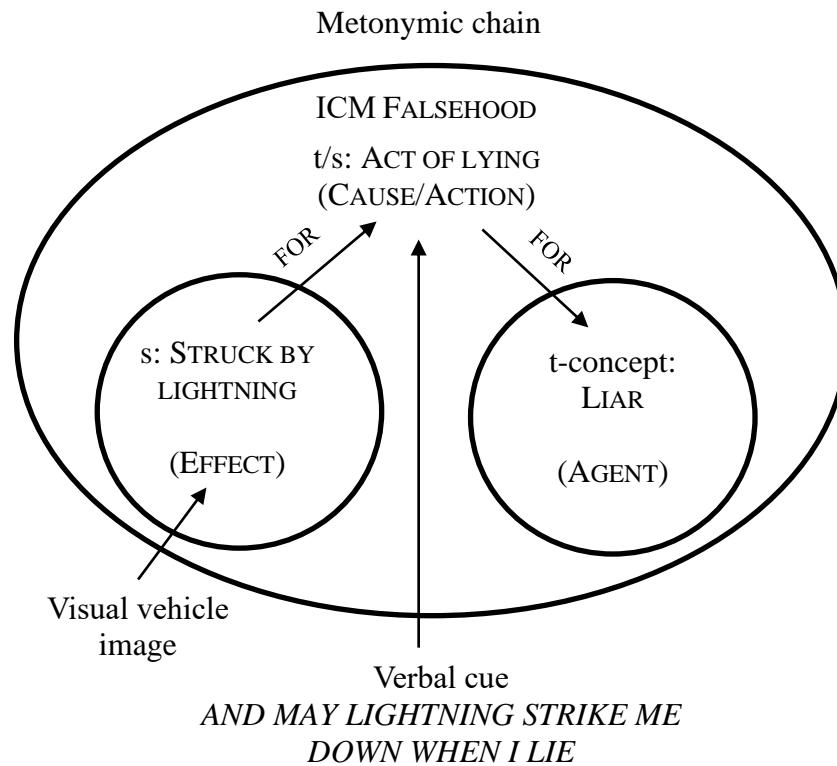 Metonymic chain
ICM FALSEHOOD
t/s: ACT OF LYING
(CAUSE/ACTION)
FOR
FOR
s: STRUCK BY
LIGHTNING
(EFFECT)
t-concept:
LIAR
(AGENT)
Visual vehicle
image
Verbal cue
AND MAY LIGHTNING STRIKE ME
DOWN WHEN I LIE